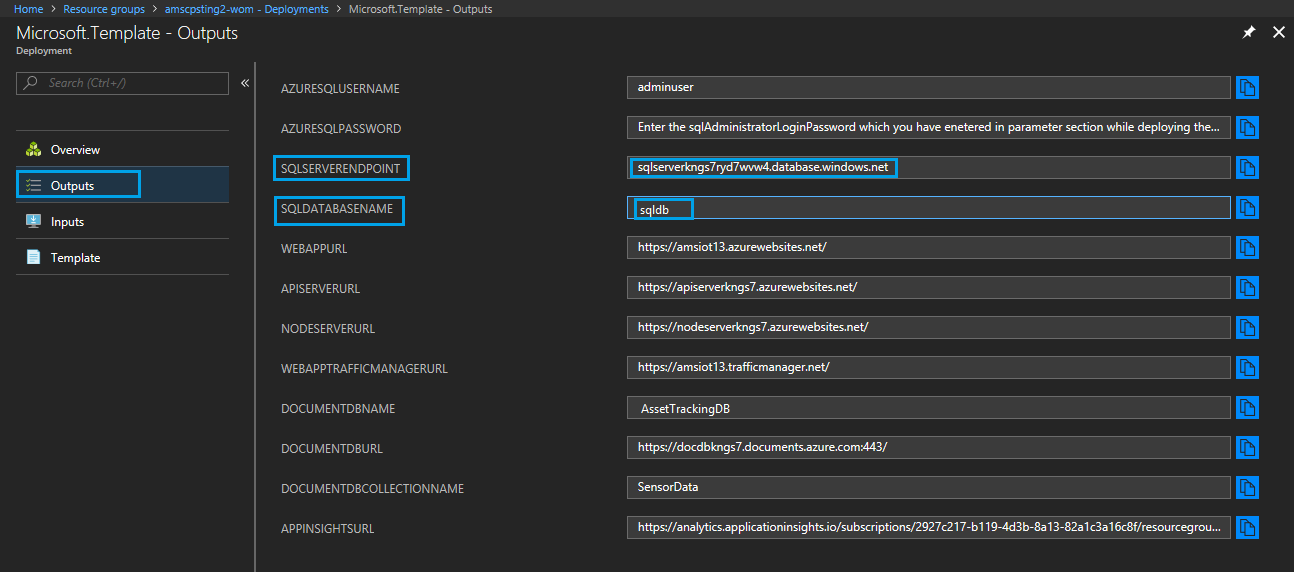 Home > Resource groups > amscpsting2-wom - Deployments > Microsoft.Template - Outputs
Microsoft.Template - Outputs
Deployment
Search (Ctrl+/)
Overview
Outputs
Inputs
Template
AZURESQLUSERNAME adminuser
AZURESQLPASSWORD Enter the sqlAdministratorLoginPassword which you have enetered in parameter section while deploying the...
SQLSERVERENDPOINT sqlserverkngs7ryd7wvw4.database.windows.net
SQLDATABASENAME sqldb
WEBAPPURL https://amsiot13.azurewebsites.net/
APISERVERURL https://apiserverkngs7.azurewebsites.net/
NODESERVERURL https://nodeserverkngs7.azurewebsites.net/
WEBAPPTRAFFICMANAGERURL https://amsiot13.trafficmanager.net/
DOCUMENTDBNAME AssetTrackingDB
DOCUMENTDBURL https://docdbkngs7.documents.azure.com:443/
DOCUMENTDBCOLLECTIONNAME SensorData
APPINSIGHTSURL https://analytics.applicationinsights.io/subscriptions/2927c217-b119-4d3b-8a13-82a1c3a16c8f/resourcegrou...